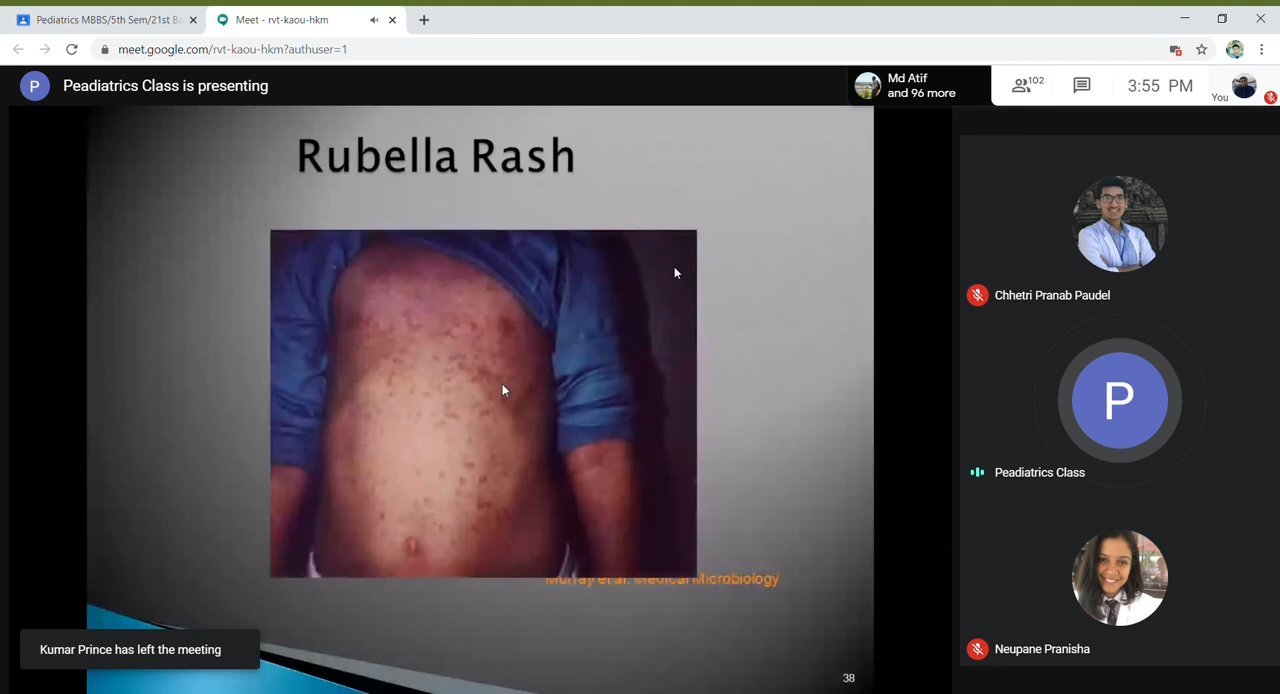 Pediatrics MBBS/5th Sem/21st Ba
Meet - rvt-kaou-hkm
meet.google.com/rvt-kaou-hkm?authuser=1
P
Peadiatrics Class is presenting
Md Atif
and 96 more
102
3:55 PM
You
Rubella Rash
Murray et al. Medical Microbiology
38
Kumar Prince has left the meeting
Chhetri Pranab Paudel
P
Peadiatrics Class
Neupane Pranisha